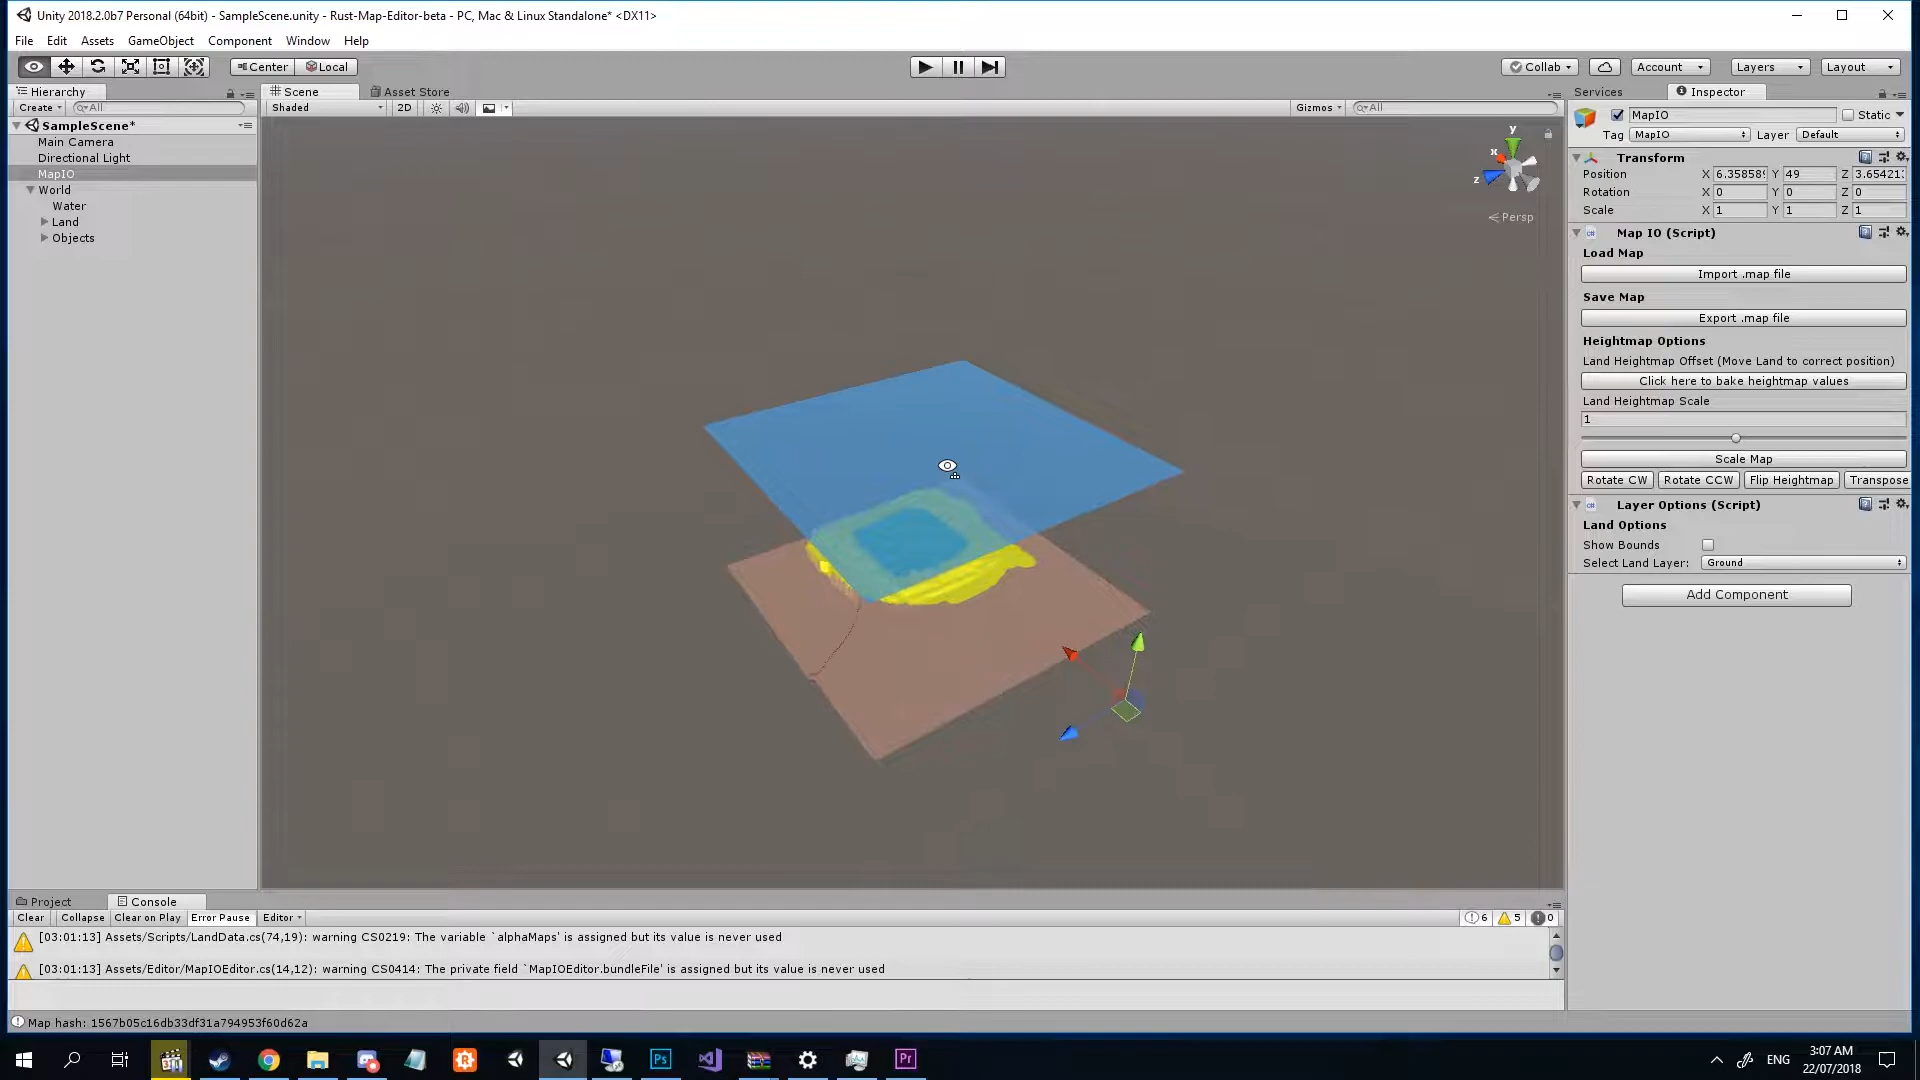 Unity 2018.2.0b7 Personal (64bit) - SampleScene.unity - Rust-Map-Editor-beta - PC, Mac & Linux Standalone* <DX11>
File Edit Assets GameObject Component Window Help
Center Local Collab Account Layers Layout
Hierarchy Scene Asset Store Services Inspector
Create All Shaded 2D Gizmos All
SampleScene*
Main Camera
Directional Light
MapIO
World
Water
Land
Objects
y
x
z
Persp
MapIO Static
Tag MapIO Layer Default
Transform
Position X 6.35858 Y 49 Z 3.65421
Rotation X 0 Y 0 Z 0
Scale X 1 Y 1 Z 1
Map IO (Script)
Load Map
Import .map file
Save Map
Export .map file
Heightmap Options
Land Heightmap Offset (Move Land to correct position)
Click here to bake heightmap values
Land Heightmap Scale
1
Scale Map
Rotate CW Rotate CCW Flip Heightmap Transpose
Layer Options (Script)
Land Options
Show Bounds
Select Land Layer: Ground
Add Component
Project Console
Clear Collapse Clear on Play Error Pause Editor 6 5 0
[03:01:13] Assets/Scripts/LandData.cs(74,19): warning CS0219: The variable `alphaMaps' is assigned but its value is never used
[03:01:13] Assets/Editor/MapIOEditor.cs(14,12): warning CS0414: The private field `MapIOEditor.bundleFile' is assigned but its value is never used
Map hash: 1567b05c16db33df31a794953f60d62a
Ps Pr ENG 3:07 AM
22/07/2018